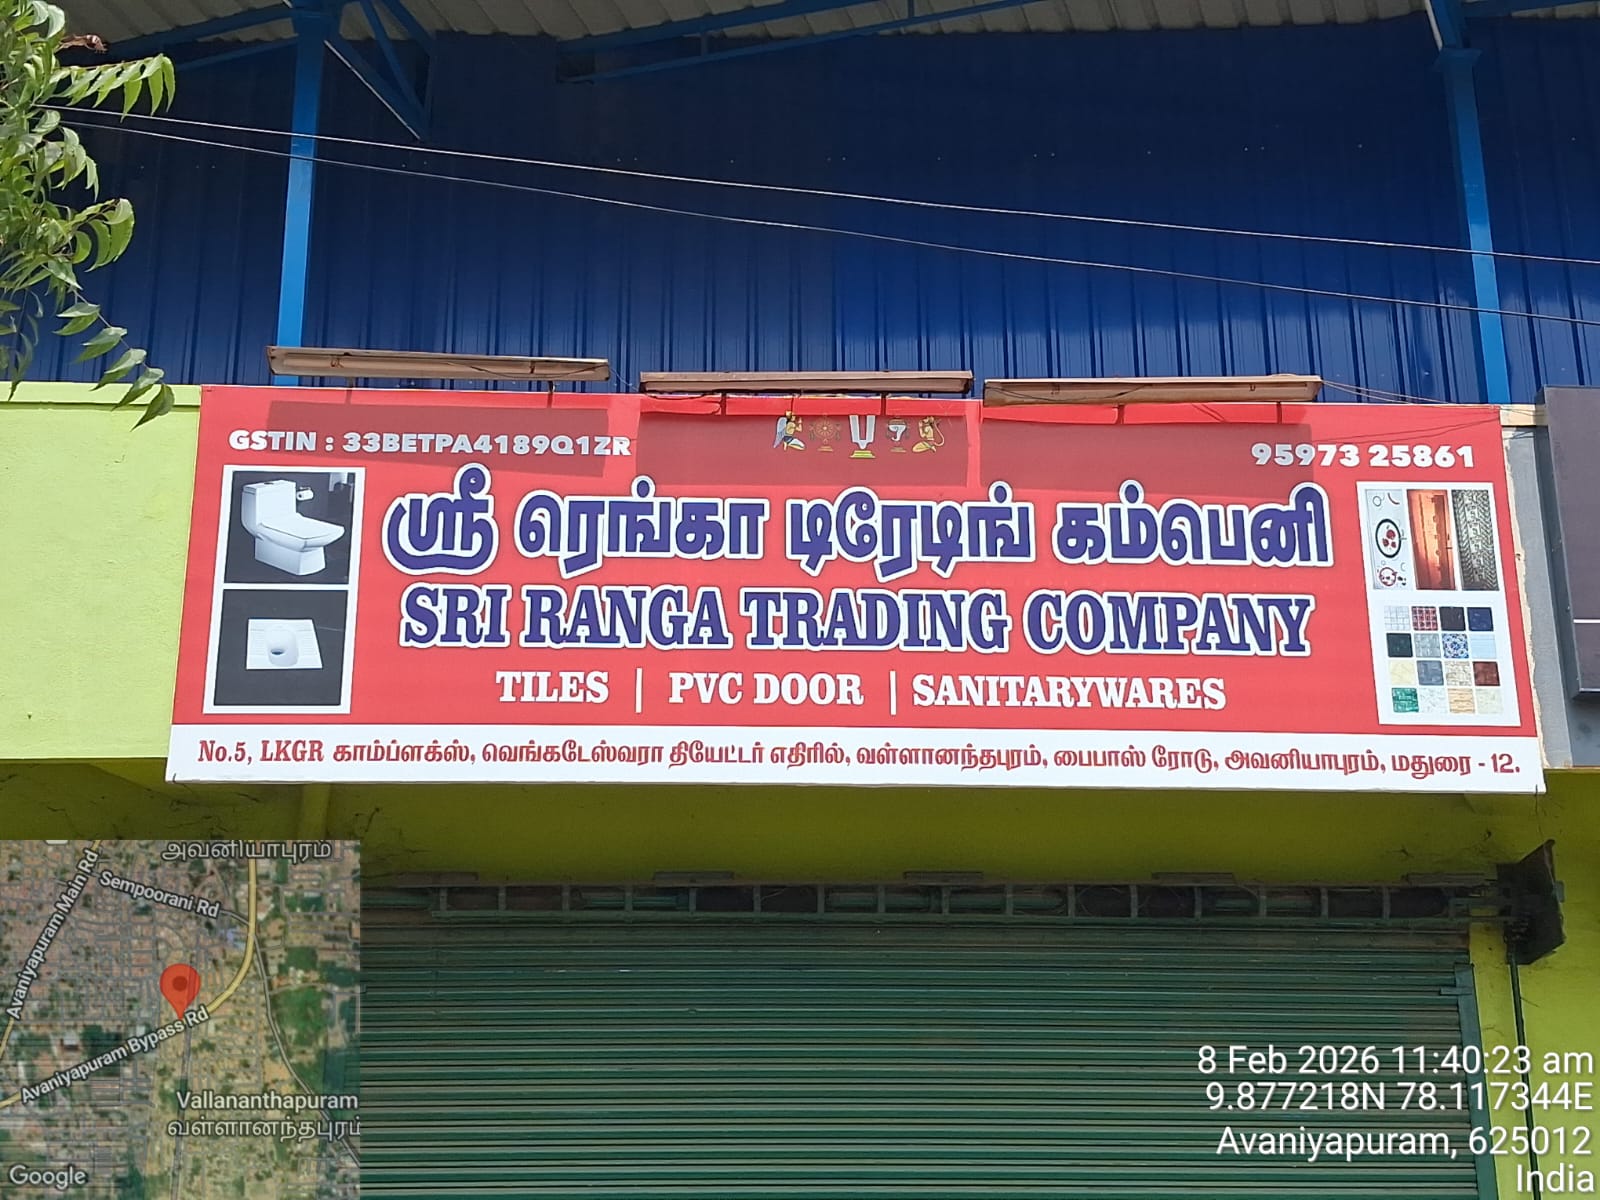 GSTIN : 33BETPA4189Q1ZR
95973 25861
ஸ்ரீ ரெங்கா டிரேடிங் கம்பெனி
SRI RANGA TRADING COMPANY
TILES | PVC DOOR | SANITARYWARES
No.5, LKGR காம்ப்ளக்ஸ், வெங்கடேஸ்வரா தியேட்டர் எதிரில், வள்ளானந்தபுரம், பைபாஸ் ரோடு, அவனியாபுரம், மதுரை - 12.
அவனியாபுரம்
Avaniyapuram Main Rd
Sempoorani Rd
Avaniyapuram Bypass Rd
Vallananthapuram
வள்ளானந்தபுரம்
Google
8 Feb 2026 11:40:23 am
9.877218N 78.117344E
Avaniyapuram, 625012
India